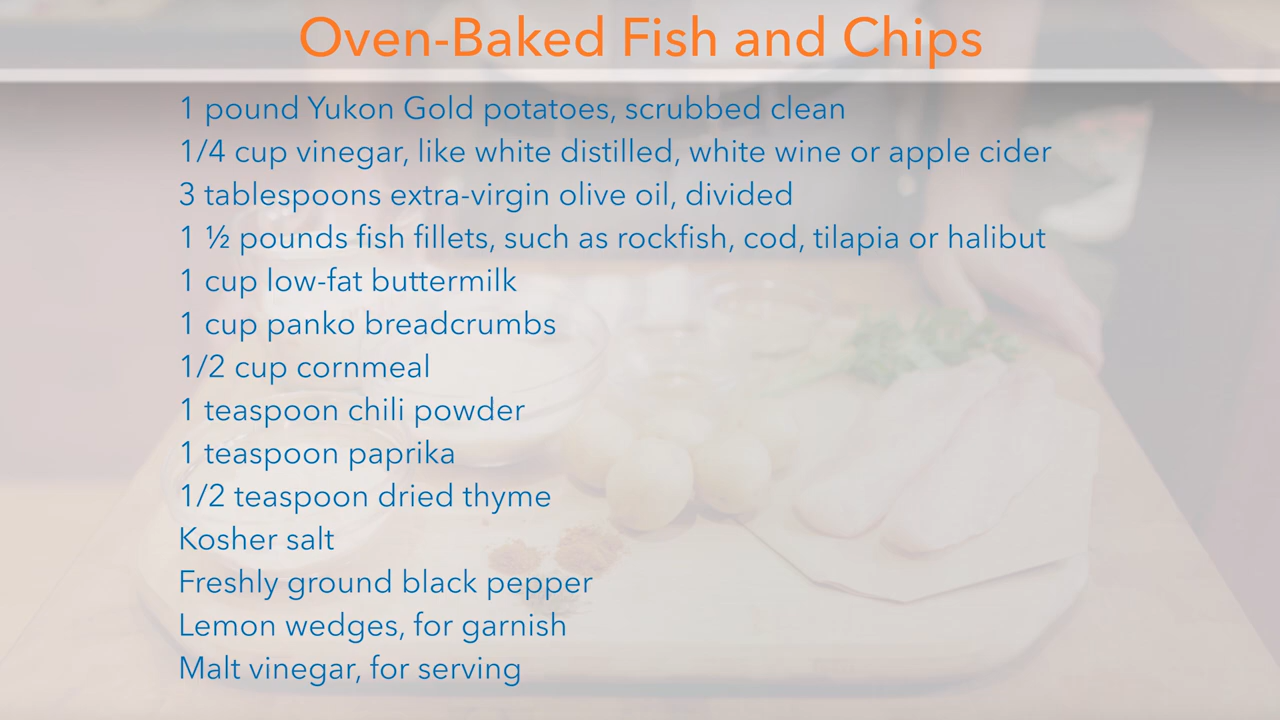 Oven-Baked Fish and Chips
1 pound Yukon Gold potatoes, scrubbed clean
1/4 cup vinegar, like white distilled, white wine or apple cider
3 tablespoons extra-virgin olive oil, divided
1 ½ pounds fish fillets, such as rockfish, cod, tilapia or halibut
1 cup low-fat buttermilk
1 cup panko breadcrumbs
1/2 cup cornmeal
1 teaspoon chili powder
1 teaspoon paprika
1/2 teaspoon dried thyme
Kosher salt
Freshly ground black pepper
Lemon wedges, for garnish
Malt vinegar, for serving